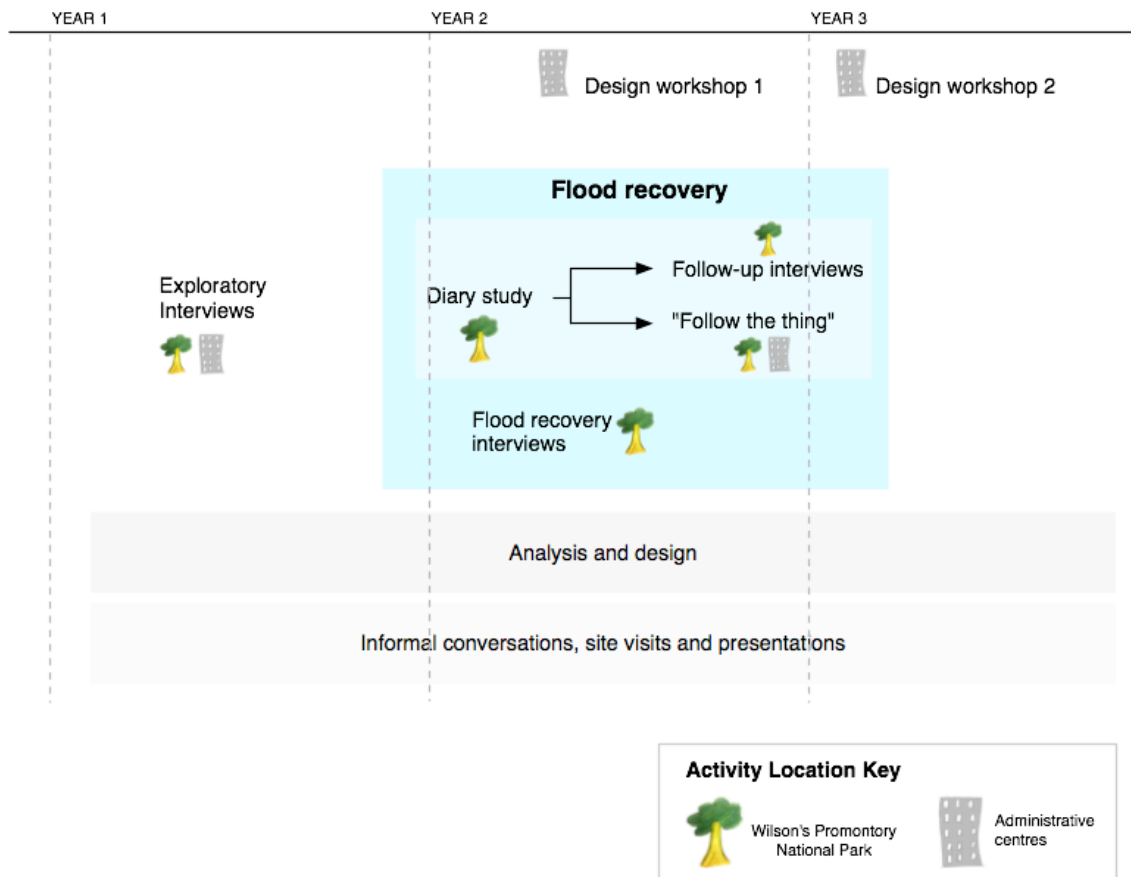 YEAR 1
YEAR 2
YEAR 3
Design workshop 1
Design workshop 2
Flood recovery
Exploratory
Interviews
Diary study
Follow-up interviews
"Follow the thing"
Flood recovery
interviews
Analysis and design
Informal conversations, site visits and presentations
Activity Location Key
Wilson's Promontory
National Park
Administrative
centres